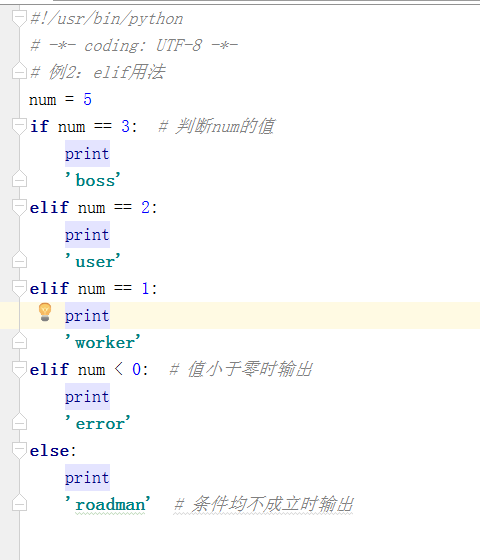 #!/usr/bin/python
# -*- coding: UTF-8 -*-
# 例2：elif用法
num = 5
if num == 3:  # 判断num的值
    print
    'boss'
elif num == 2:
    print
    'user'
elif num == 1:
    print
    'worker'
elif num < 0:  # 值小于零时输出
    print
    'error'
else:
    print
    'roadman'  # 条件均不成立时输出